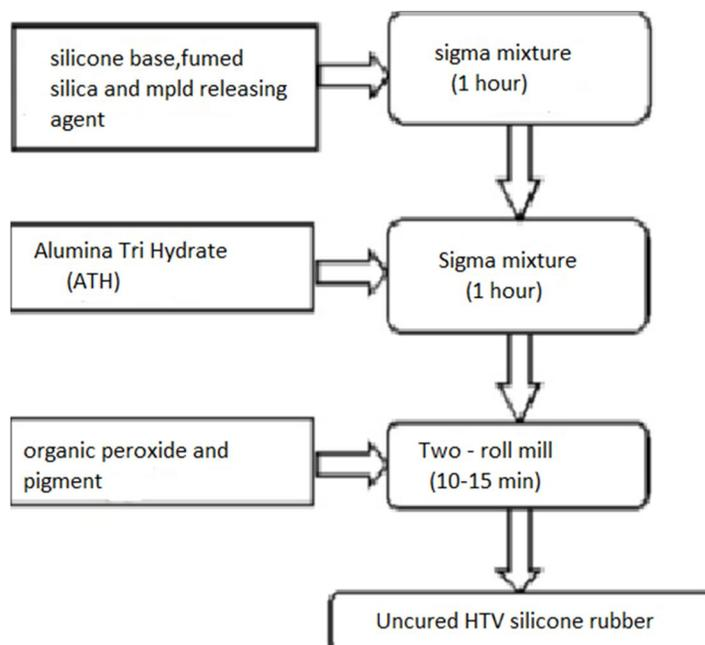 silicone base,fumed
silica and mpld releasing
agent
sigma mixture
(1 hour)
Alumina Tri Hydrate
(ATH)
Sigma mixture
(1 hour)
organic peroxide and
pigment
Two - roll mill
(10-15 min)
Uncured HTV silicone rubber